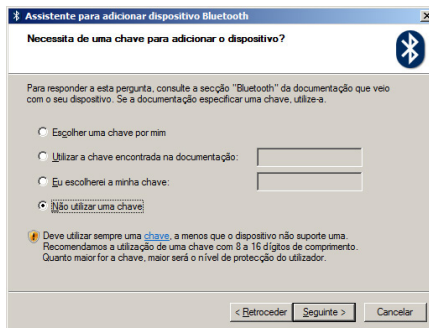 Assistente para adicionar dispositivo Bluetooth
Necessita de uma chave para adicionar o dispositivo?
Para responder a esta pergunta, consulte a secção "Bluetooth" da documentação que veio
com o seu dispositivo. Se a documentação especificar uma chave, utilize-a.
Escolher uma chave por mim
Utilizar a chave encontrada na documentação:
Eu escolherei a minha chave:
Não utilizar uma chave
Deve utilizar sempre uma chave, a menos que o dispositivo não suporte uma.
Recomendamos a utilização de uma chave com 8 a 16 dígitos de comprimento.
Quanto maior for a chave, maior será o nível de protecção do utilizador.
< Retroceder Seguinte > Cancelar